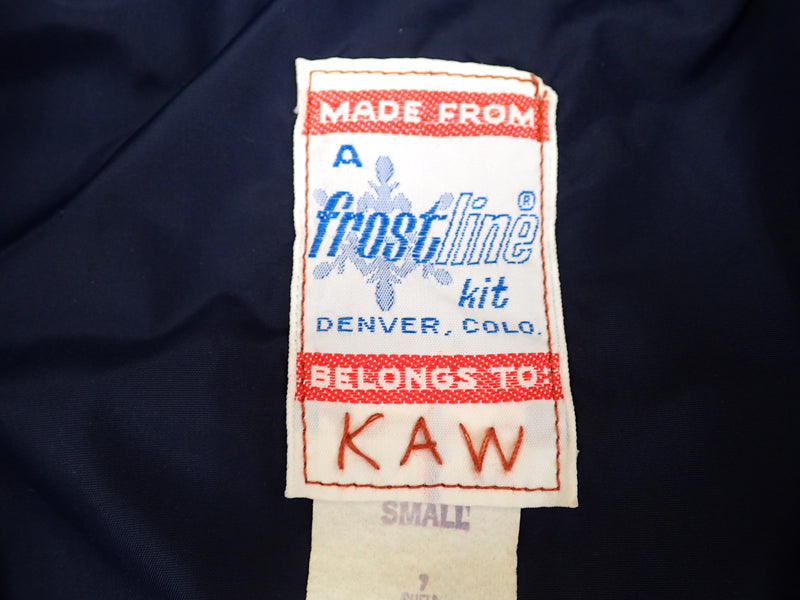 MADE FROM
A
frostline®
kit
DENVER, COLO.
BELONGS TO:
KAW
SMALL